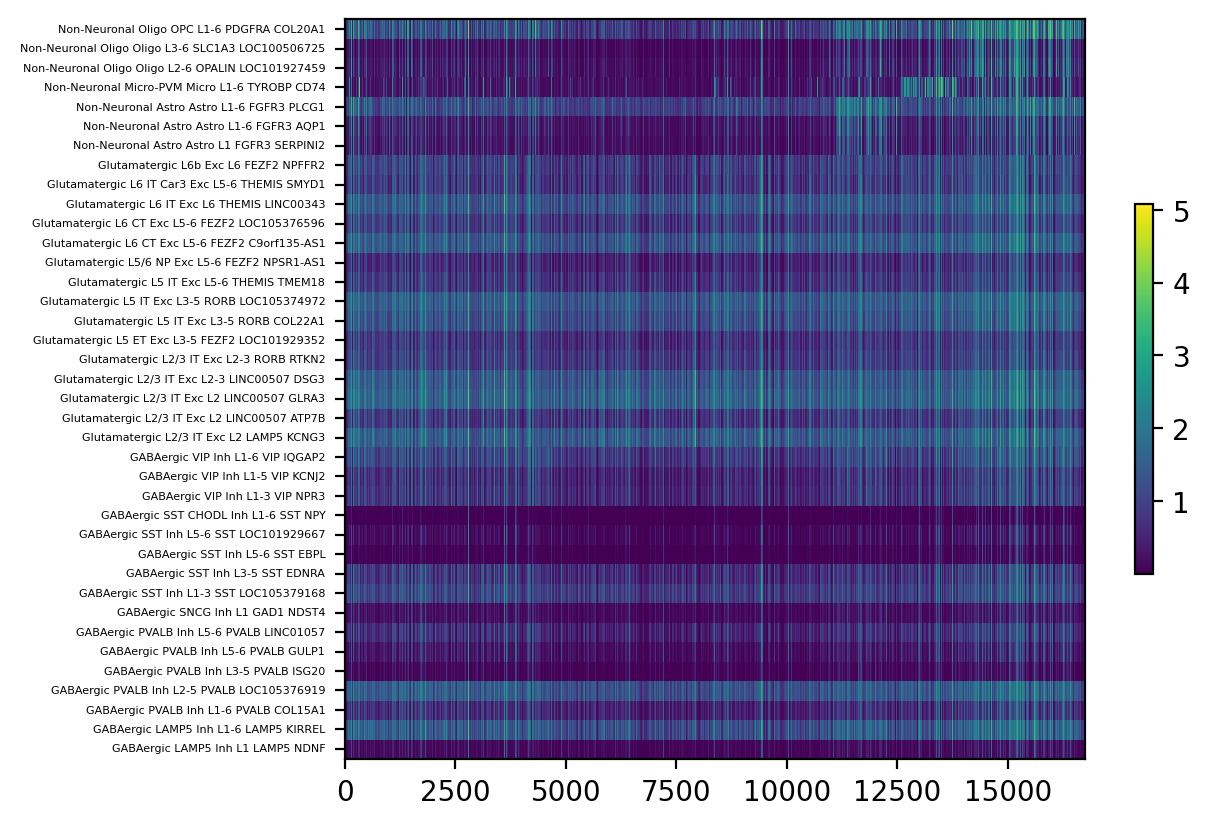 Non-Neuronal Oligo OPC L1-6 PDGFRA COL20A1
Non-Neuronal Oligo Oligo L3-6 SLC1A3 LOC100506725
Non-Neuronal Oligo Oligo L2-6 OPALIN LOC101927459
Non-Neuronal Micro-PVM Micro L1-6 TYROBP CD74
Non-Neuronal Astro Astro L1-6 FGFR3 PLCG1
Non-Neuronal Astro Astro L1-6 FGFR3 AQP1
Non-Neuronal Astro Astro L1 FGFR3 SERPINI2
Glutamatergic L6b Exc L6 FEZF2 NPFFR2
Glutamatergic L6 IT Car3 Exc L5-6 THEMIS SMYD1
Glutamatergic L6 IT Exc L6 THEMIS LINC00343
Glutamatergic L6 CT Exc L5-6 FEZF2 LOC105376596
Glutamatergic L6 CT Exc L5-6 FEZF2 C9orf135-AS1
Glutamatergic L5/6 NP Exc L5-6 FEZF2 NPSR1-AS1
Glutamatergic L5 IT Exc L5-6 THEMIS TMEM18
Glutamatergic L5 IT Exc L3-5 RORB LOC105374972
Glutamatergic L5 IT Exc L3-5 RORB COL22A1
Glutamatergic L5 ET Exc L3-5 FEZF2 LOC101929352
Glutamatergic L2/3 IT Exc L2-3 RORB RTKN2
Glutamatergic L2/3 IT Exc L2-3 LINC00507 DSG3
Glutamatergic L2/3 IT Exc L2 LINC00507 GLRA3
Glutamatergic L2/3 IT Exc L2 LINC00507 ATP7B
Glutamatergic L2/3 IT Exc L2 LAMP5 KCNG3
GABAergic VIP Inh L1-6 VIP IQGAP2
GABAergic VIP Inh L1-5 VIP KCNJ2
GABAergic VIP Inh L1-3 VIP NPR3
GABAergic SST CHODL Inh L1-6 SST NPY
GABAergic SST Inh L5-6 SST LOC101929667
GABAergic SST Inh L5-6 SST EBPL
GABAergic SST Inh L3-5 SST EDNRA
GABAergic SST Inh L1-3 SST LOC105379168
GABAergic SNCG Inh L1 GAD1 NDST4
GABAergic PVALB Inh L5-6 PVALB LINC01057
GABAergic PVALB Inh L5-6 PVALB GULP1
GABAergic PVALB Inh L3-5 PVALB ISG20
GABAergic PVALB Inh L2-5 PVALB LOC105376919
GABAergic PVALB Inh L1-6 PVALB COL15A1
GABAergic LAMP5 Inh L1-6 LAMP5 KIRREL
GABAergic LAMP5 Inh L1 LAMP5 NDNF
0 2500 5000 7500 10000 12500 15000
5
4
3
2
1